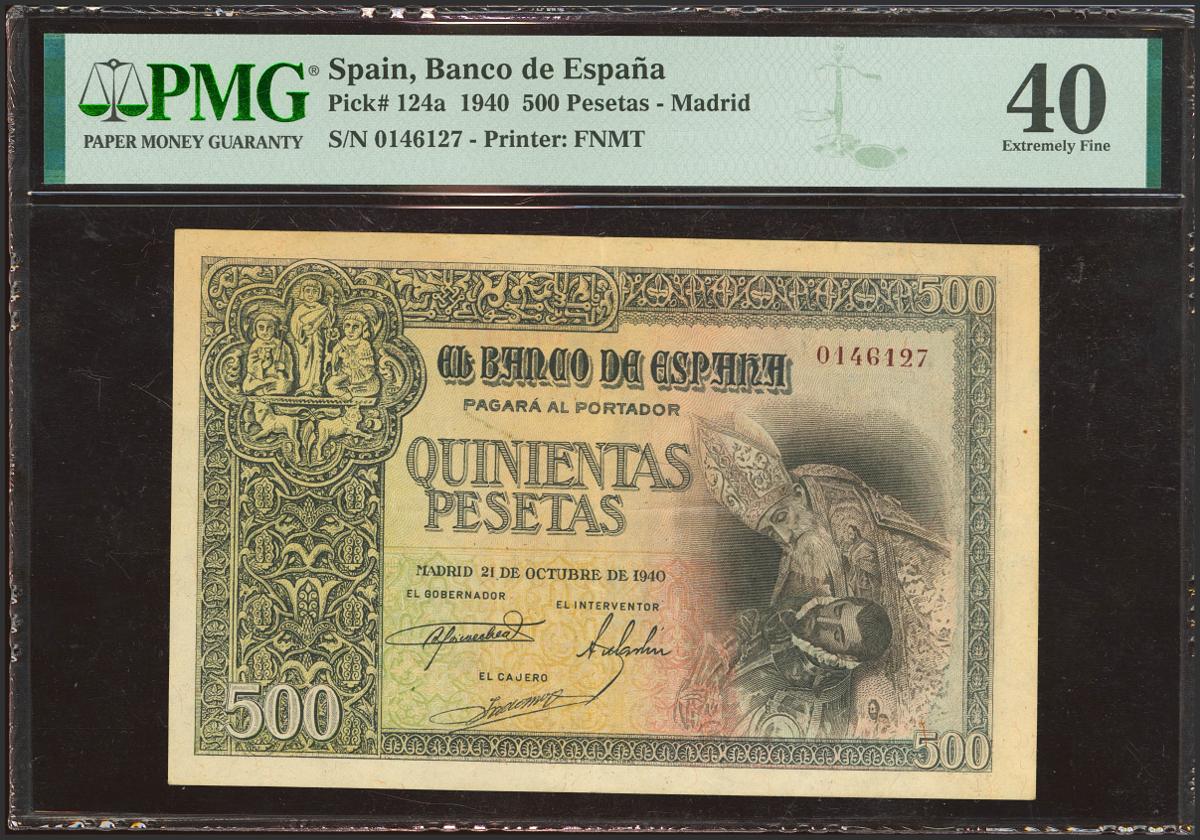 PMG®
PAPER MONEY GUARANTY
Spain, Banco de España
Pick# 124a 1940 500 Pesetas - Madrid
S/N 0146127 - Printer: FNMT
40
Extremely Fine
500
EL BANCO DE ESPAÑA
0146127
PAGARÁ AL PORTADOR
QUINIENTAS
PESETAS
MADRID 21 DE OCTUBRE DE 1940
EL GOBERNADOR
EL INTERVENTOR
EL CAJERO
500
500